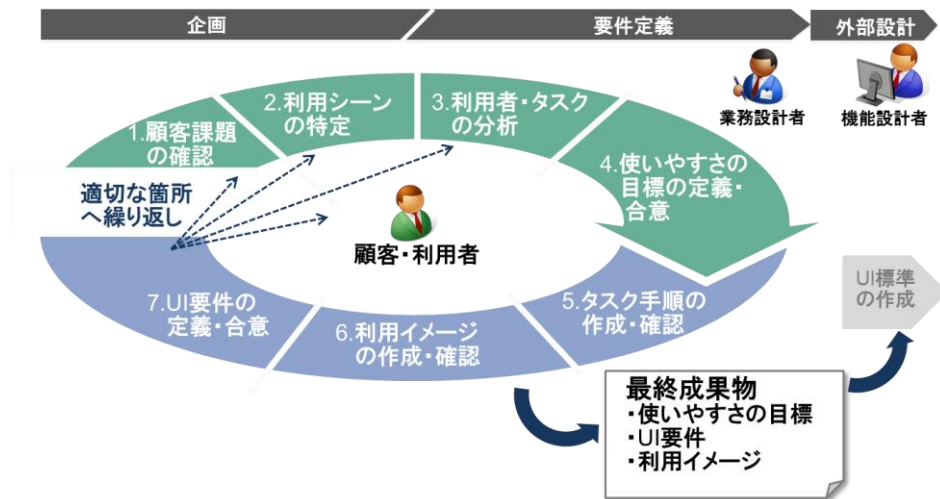 企画
要件定義
外部設計
業務設計者
機能設計者
1.顧客課題
の確認
2.利用シーン
の特定
3.利用者・タスク
の分析
4.使いやすさの
目標の定義・
合意
適切な箇所
へ繰り返し
顧客・利用者
5.タスク手順の
作成・確認
6.利用イメージ
の作成・確認
7.UI要件の
定義・合意
UI標準
の作成
最終成果物
・使いやすさの目標
・UI要件
・利用イメージ